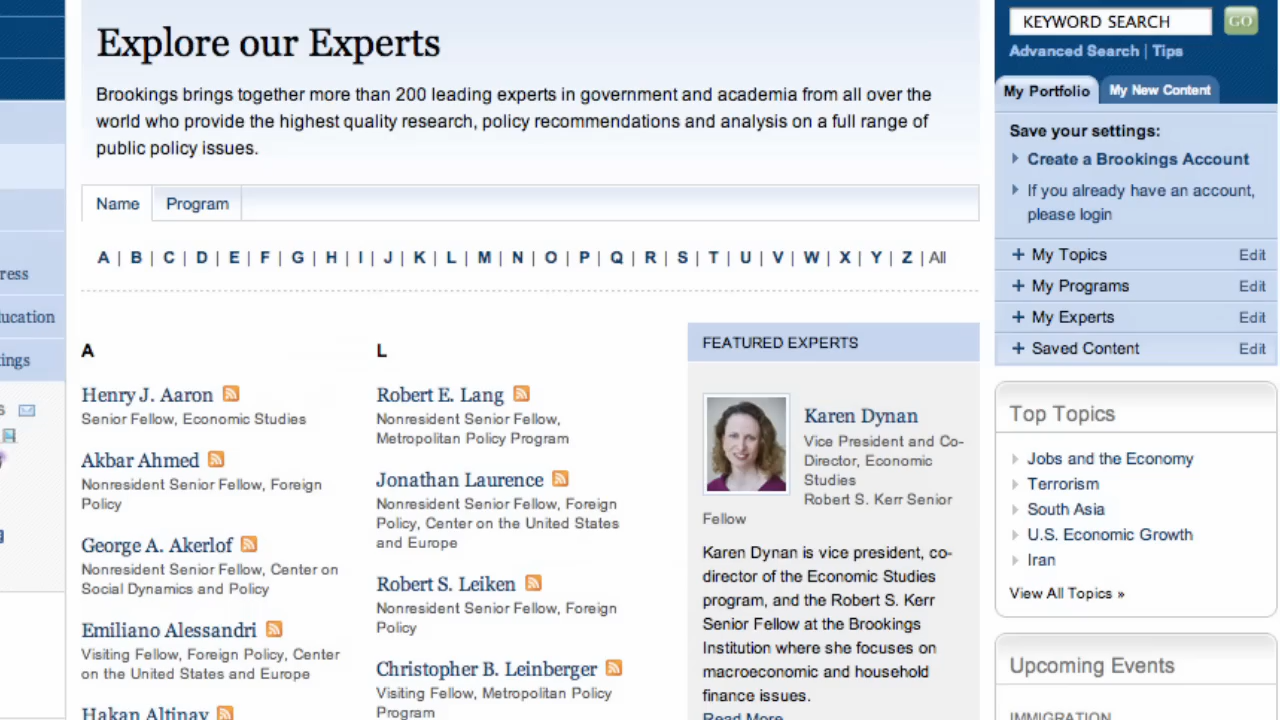 Explore our Experts
Brookings brings together more than 200 leading experts in government and academia from all over the
world who provide the highest quality research, policy recommendations and analysis on a full range of
public policy issues.
Name Program
A | B | C | D | E | F | G | H | I | J | K | L | M | N | O | P | Q | R | S | T | U | V | W | X | Y | Z | All
ress
ucation
ings
s
A
Henry J. Aaron
Senior Fellow, Economic Studies
Akbar Ahmed
Nonresident Senior Fellow, Foreign
Policy
George A. Akerlof
Nonresident Senior Fellow, Center on
Social Dynamics and Policy
Emiliano Alessandri
Visiting Fellow, Foreign Policy, Center
on the United States and Europe
Hakan Altinay
L
Robert E. Lang
Nonresident Senior Fellow,
Metropolitan Policy Program
Jonathan Laurence
Nonresident Senior Fellow, Foreign
Policy, Center on the United States
and Europe
Robert S. Leiken
Nonresident Senior Fellow, Foreign
Policy
Christopher B. Leinberger
Visiting Fellow, Metropolitan Policy
Program
FEATURED EXPERTS
Karen Dynan
Vice President and Co-
Director, Economic
Studies
Robert S. Kerr Senior
Fellow
Karen Dynan is vice president, co-
director of the Economic Studies
program, and the Robert S. Kerr
Senior Fellow at the Brookings
Institution where she focuses on
macroeconomic and household
finance issues.
Read More
KEYWORD SEARCH GO
Advanced Search | Tips
My Portfolio My New Content
Save your settings:
Create a Brookings Account
If you already have an account,
please login
+ My Topics Edit
+ My Programs Edit
+ My Experts Edit
+ Saved Content Edit
Top Topics
Jobs and the Economy
Terrorism
South Asia
U.S. Economic Growth
Iran
View All Topics »
Upcoming Events
IMMIGRATION